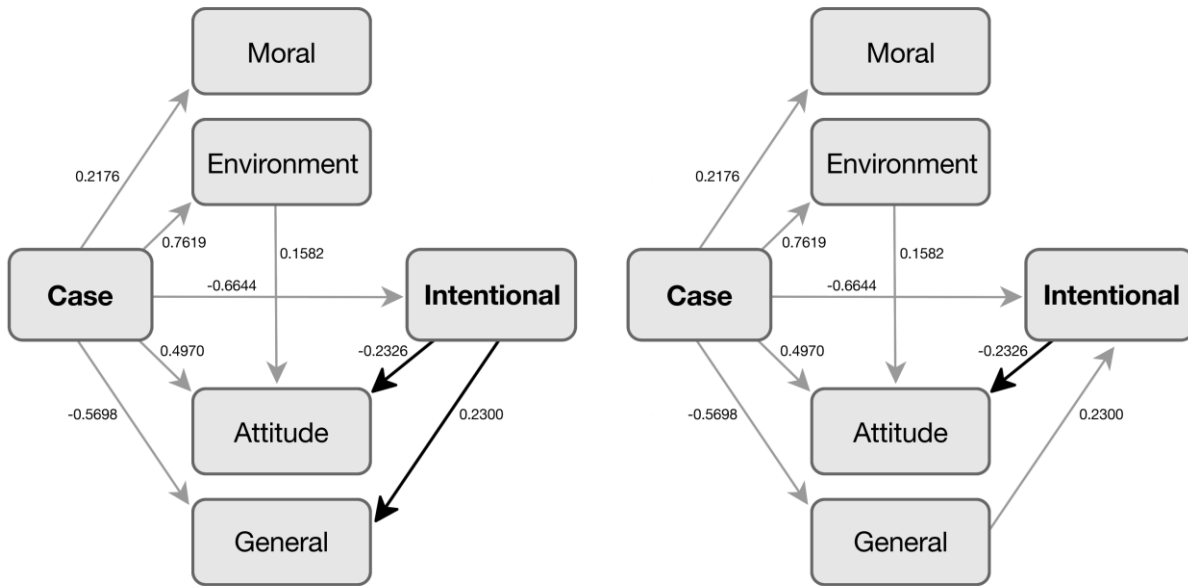 Moral
Environment
0.2176
0.7619
0.1582
Case
-0.6644
Intentional
0.4970
-0.2326
-0.5698
Attitude
0.2300
General
Moral
Environment
0.2176
0.7619
0.1582
Case
-0.6644
Intentional
0.4970
-0.2326
-0.5698
Attitude
0.2300
General